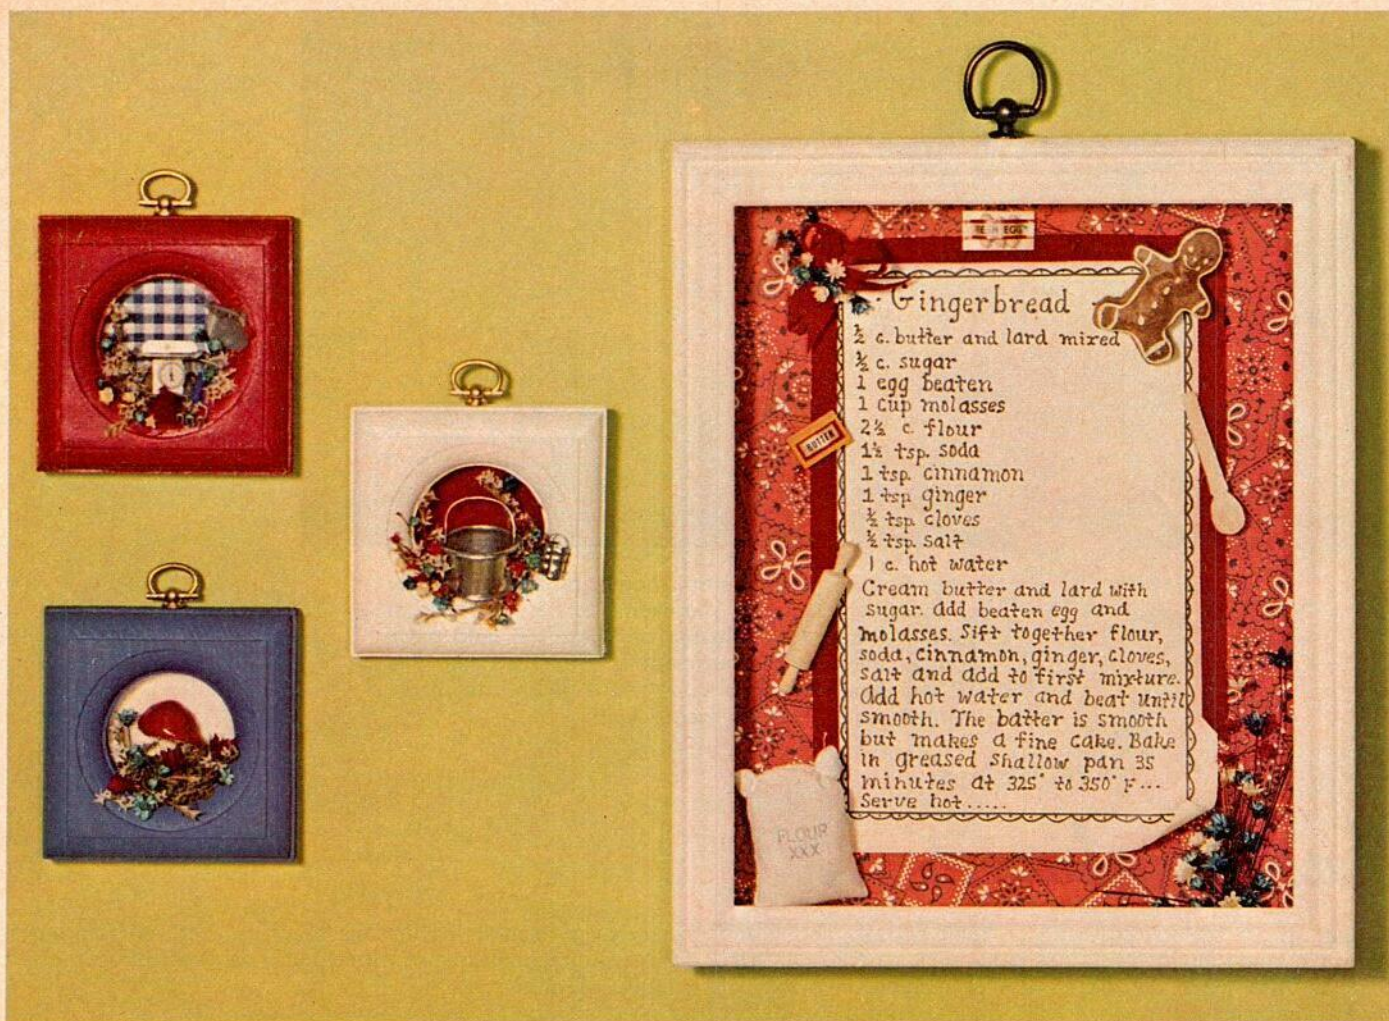 FRESH EGGS
Gingerbread
½ c. butter and lard mixed
½ c. sugar
1 egg beaten
1 cup molasses
BUTTER
2½ c. flour
1½ tsp. soda
1 tsp. cinnamon
1 tsp ginger
½ tsp cloves
½ tsp. salt
1 c. hot water
Cream butter and lard with
sugar. add beaten egg and
molasses. Sift together flour,
soda, cinnamon, ginger, cloves,
salt and add to first mixture.
Add hot water and beat until
smooth. The batter is smooth
but makes a fine cake. Bake
in greased shallow pan 35
minutes at 325° to 350° F...
Serve hot.....
FLOUR
XXX